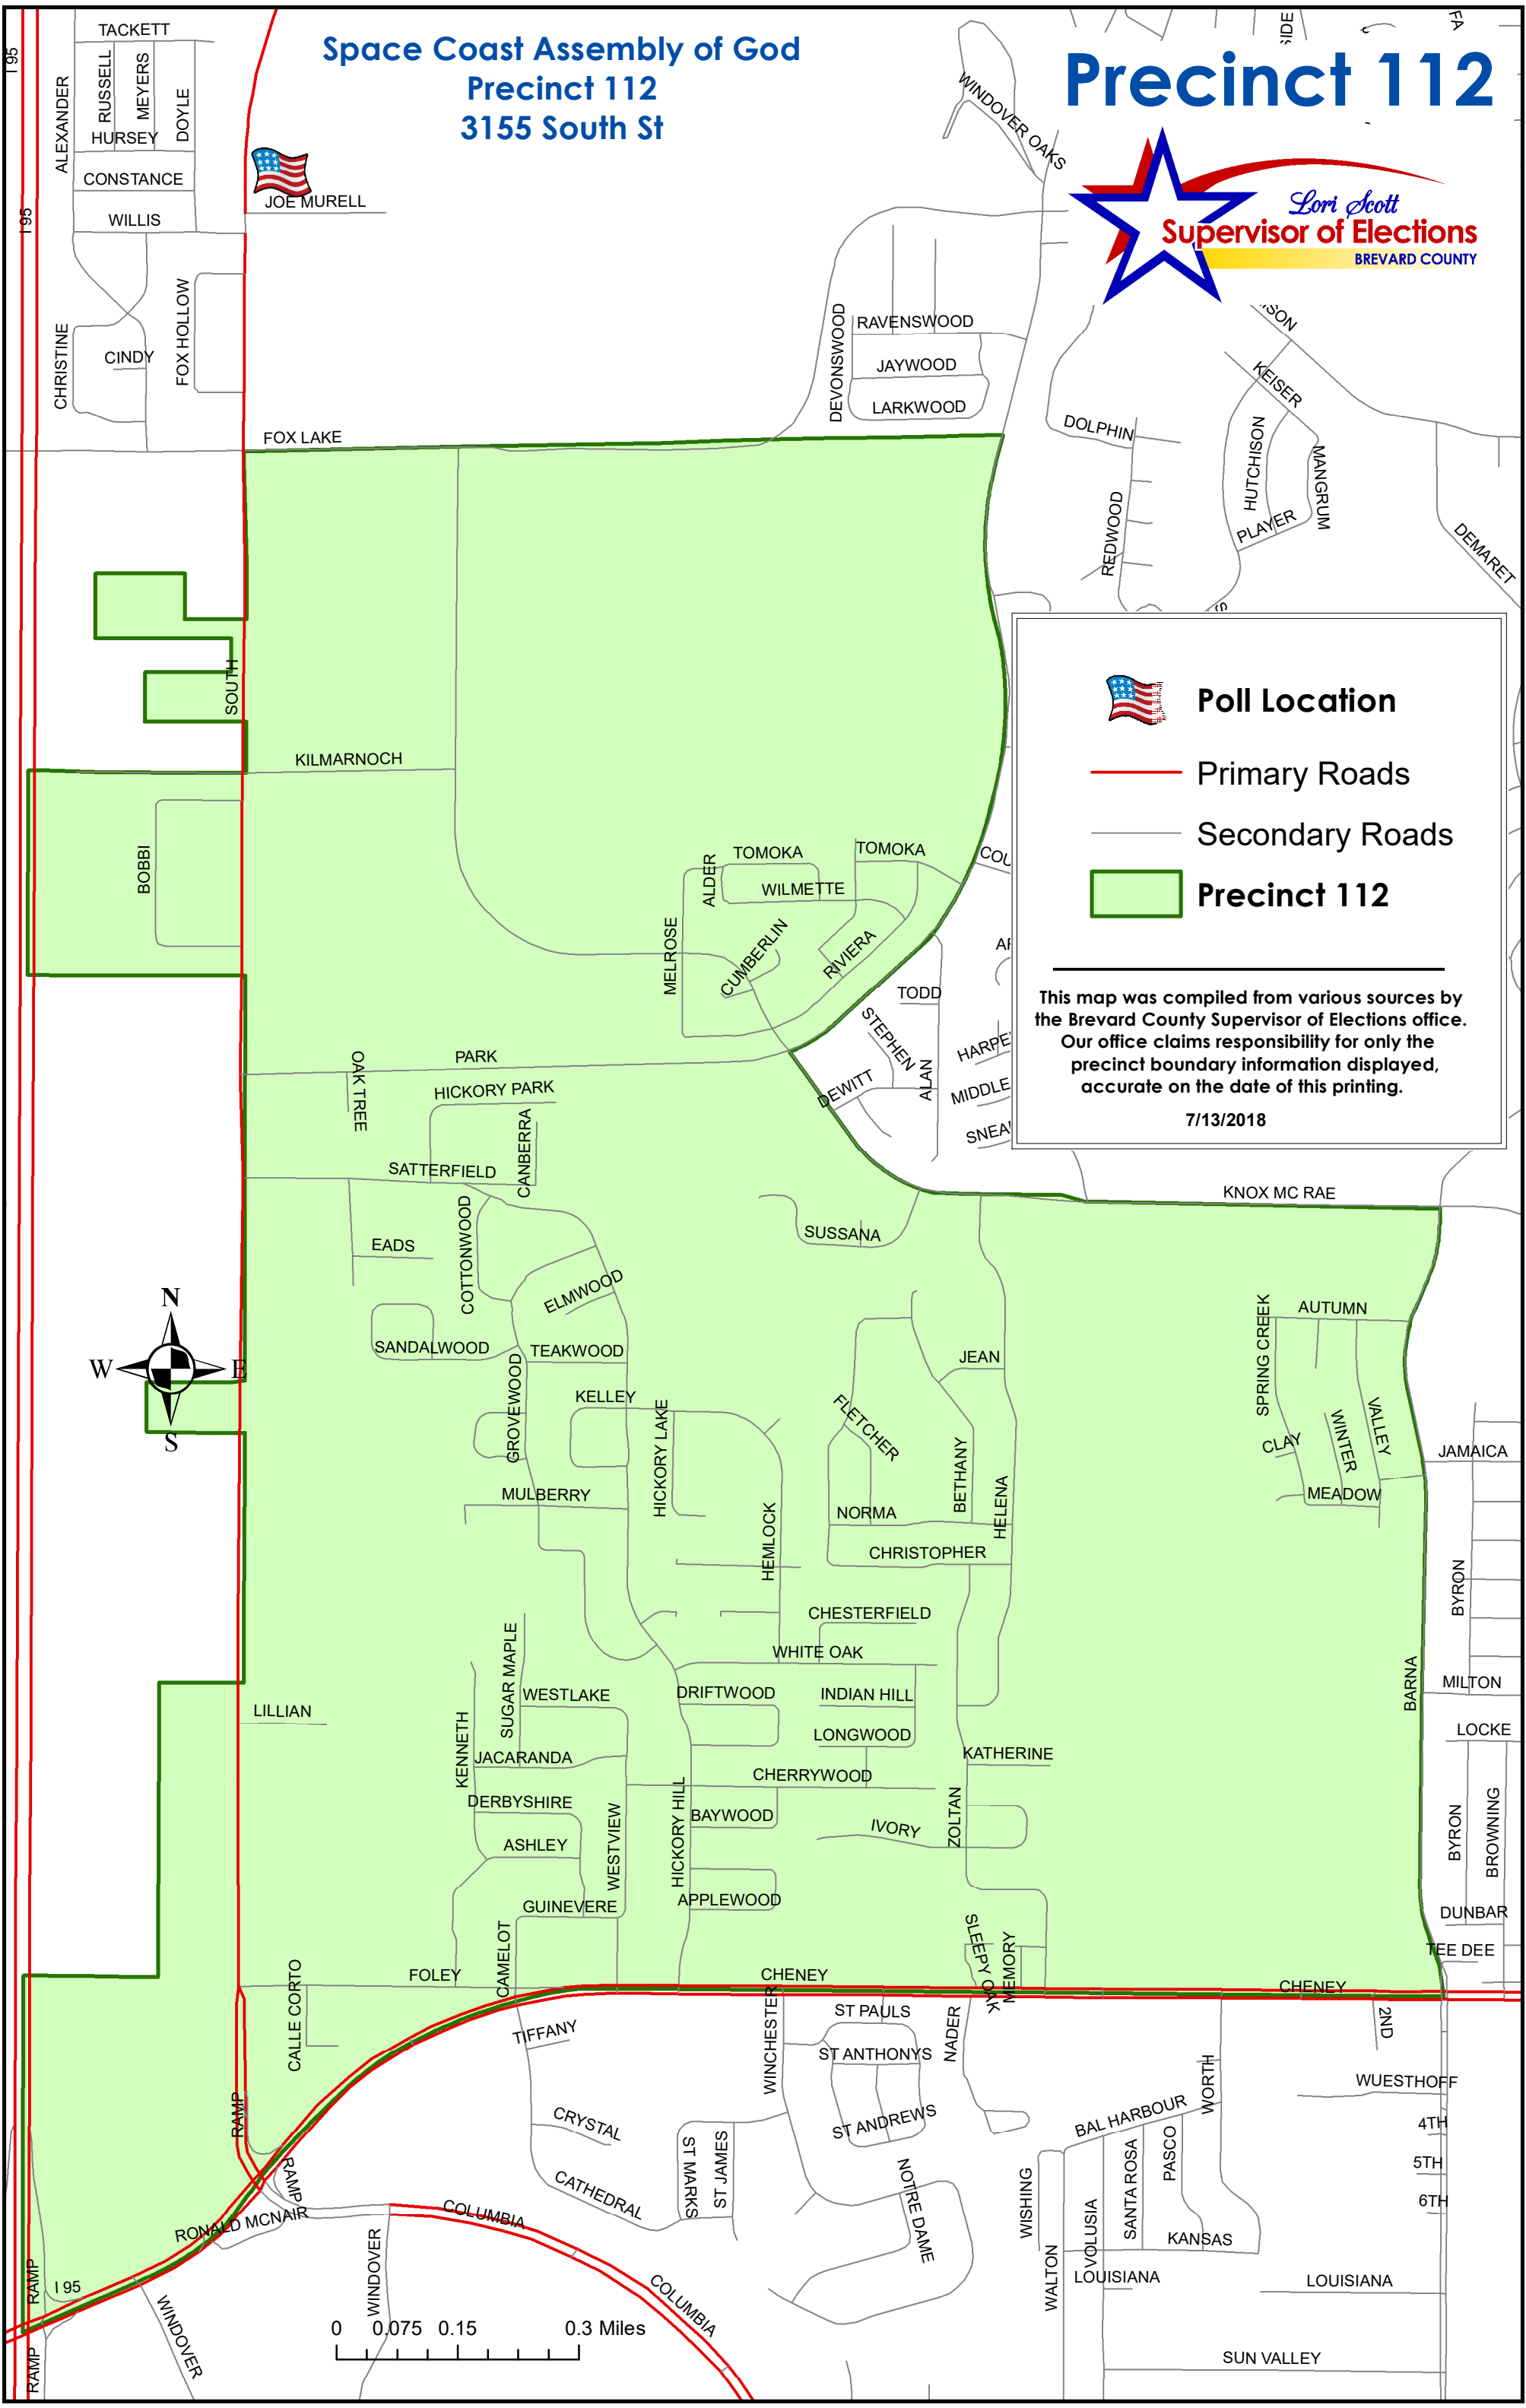 Space Coast Assembly of God
Precinct 112
3155 South St
Precinct 112
Lori Scott
Supervisor of Elections
BREVARD COUNTY
TACKETT
I 95
ALEXANDER
RUSSELL
MEYERS
DOYLE
HURSEY
CONSTANCE
WILLIS
I 95
JOE MURELL
WINDOVER OAKS
CHRISTINE
CINDY
FOX HOLLOW
DEVONSWOOD
RAVENSWOOD
JAYWOOD
LARKWOOD
KEISER
DOLPHIN
HUTCHISON
MANGRUM
PLAYER
REDWOOD
DEMARET
FOX LAKE
SOUTH
KILMARNOCH
BOBBI
Poll Location
Primary Roads
Secondary Roads
Precinct 112
This map was compiled from various sources by
the Brevard County Supervisor of Elections office.
Our office claims responsibility for only the
precinct boundary information displayed,
accurate on the date of this printing.
7/13/2018
TOMOKA
TOMOKA
ALDER
WILMETTE
MELROSE
CUMBERLIN
RIVIERA
TODD
STEPHEN
ALAN
DEWITT
HARPE
MIDDLE
SNEA
PARK
OAK TREE
HICKORY PARK
CANBERRA
SATTERFIELD
KNOX MC RAE
COTTONWOOD
SUSSANA
EADS
ELMWOOD
SANDALWOOD
TEAKWOOD
GROVEWOOD
KELLEY
HICKORY LAKE
JEAN
FLETCHER
BETHANY
HELENA
SPRING CREEK
AUTUMN
CLAY
WINTER
VALLEY
MEADOW
JAMAICA
N
W
E
S
MULBERRY
HEMLOCK
NORMA
CHRISTOPHER
BYRON
CHESTERFIELD
WHITE OAK
SUGAR MAPLE
WESTLAKE
DRIFTWOOD
INDIAN HILL
BARNA
MILTON
LILLIAN
LONGWOOD
LOCKE
KENNETH
JACARANDA
KATHERINE
CHERRYWOOD
DERBYSHIRE
BAYWOOD
ZOLTAN
IVORY
ASHLEY
WESTVIEW
HICKORY HILL
BYRON
BROWNING
GUINEVERE
APPLEWOOD
DUNBAR
CAMELOT
SLEEPY OAK
MEMORY
TEE DEE
CALLE CORTO
FOLEY
CHENEY
CHENEY
TIFFANY
WINCHESTER
ST PAULS
NADER
2ND
ST ANTHONYS
WORTH
WUESTHOFF
RAMP
CRYSTAL
ST ANDREWS
BAL HARBOUR
4TH
RAMP
ST MARKS
ST JAMES
SANTA ROSA
PASCO
5TH
CATHEDRAL
NOTRE DAME
WISHING
6TH
RONALD MCNAIR
COLUMBIA
VOLUSIA
KANSAS
RAMP
I 95
WINDOVER
WINDOVER
COLUMBIA
WALTON
LOUISIANA
LOUISIANA
0 0.075 0.15 0.3 Miles
RAMP
SUN VALLEY